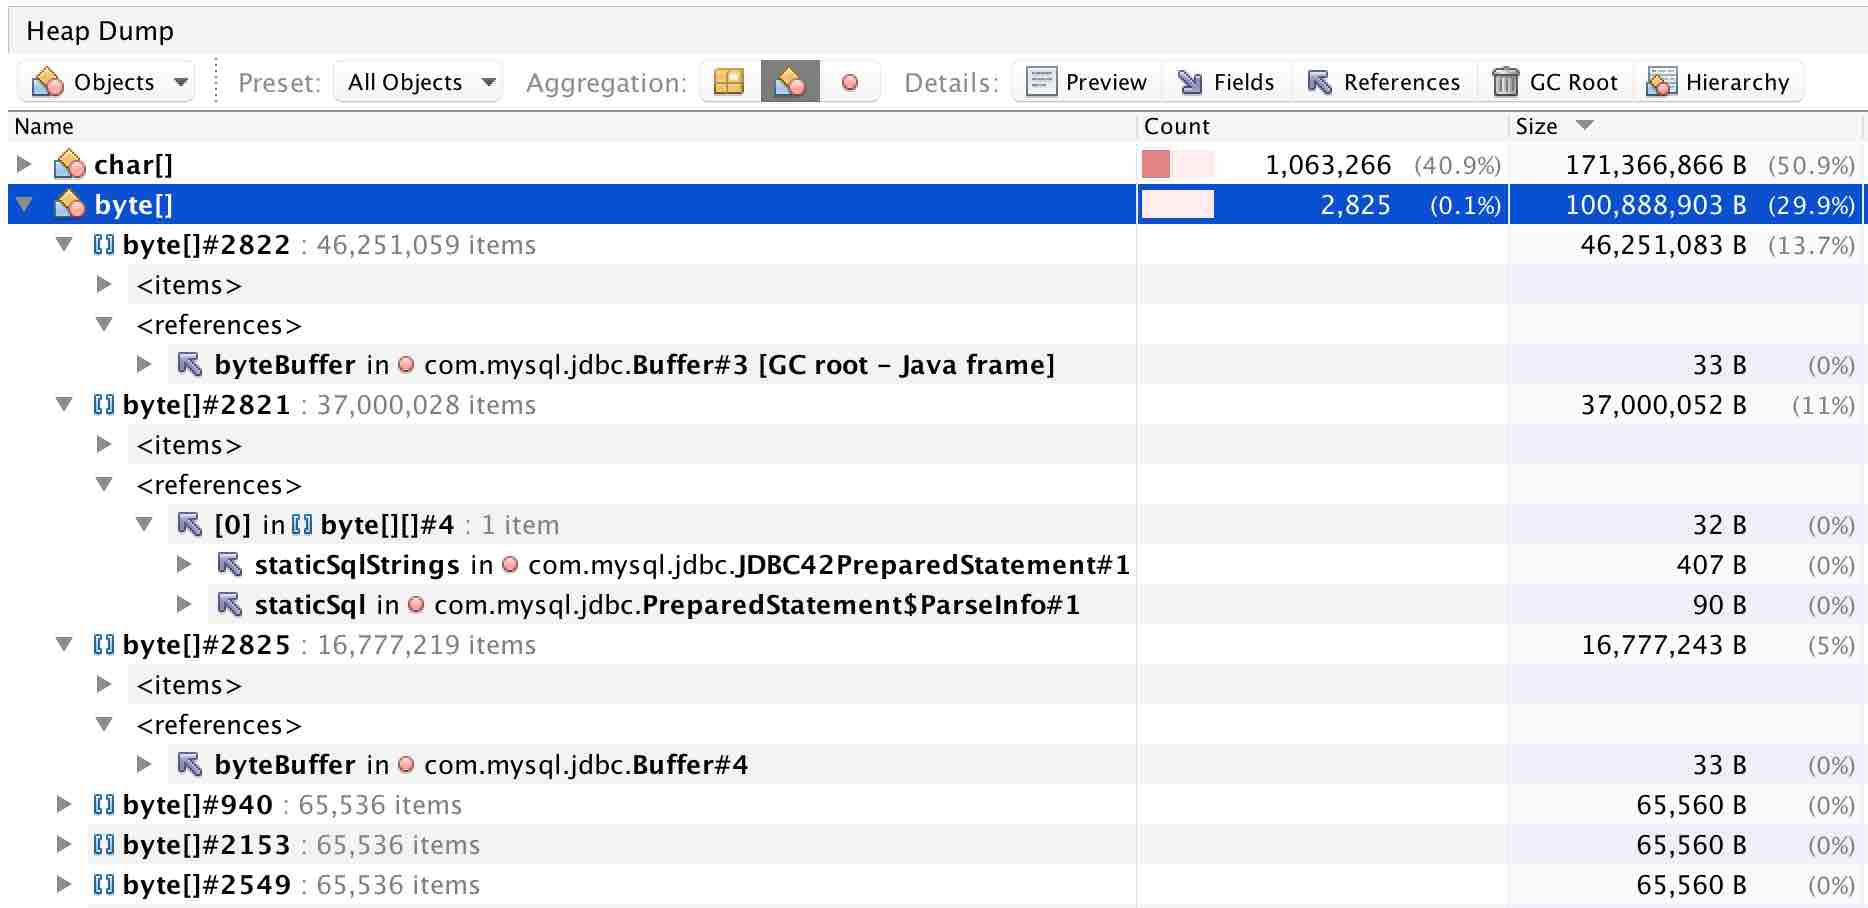 Heap Dump
Objects Preset: All Objects Aggregation: Details: Preview Fields References GC Root Hierarchy
Name Count Size
char[] 1,063,266 (40.9%) 171,366,866 B (50.9%)
byte[] 2,825 (0.1%) 100,888,903 B (29.9%)
byte[]#2822 : 46,251,059 items 46,251,083 B (13.7%)
<items>
<references>
byteBuffer in com.mysql.jdbc.Buffer#3 [GC root – Java frame] 33 B (0%)
byte[]#2821 : 37,000,028 items 37,000,052 B (11%)
<items>
<references>
[0] in byte[][]#4 : 1 item 32 B (0%)
staticSqlStrings in com.mysql.jdbc.JDBC42PreparedStatement#1 407 B (0%)
staticSql in com.mysql.jdbc.PreparedStatement$ParseInfo#1 90 B (0%)
byte[]#2825 : 16,777,219 items 16,777,243 B (5%)
<items>
<references>
byteBuffer in com.mysql.jdbc.Buffer#4 33 B (0%)
byte[]#940 : 65,536 items 65,560 B (0%)
byte[]#2153 : 65,536 items 65,560 B (0%)
byte[]#2549 : 65,536 items 65,560 B (0%)